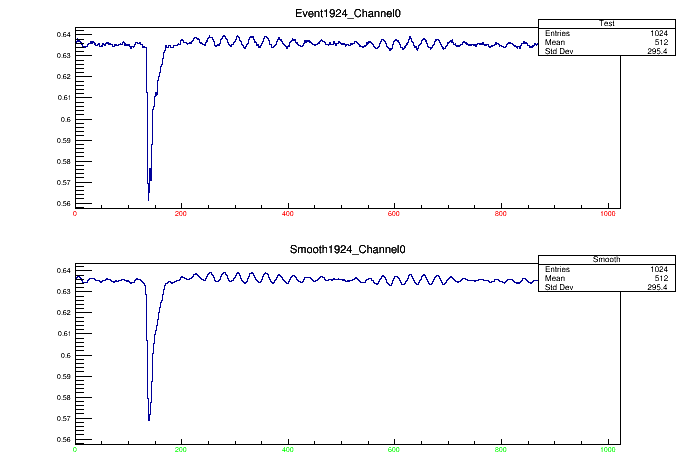 Event1924_Channel0
Test
Entries 1024
Mean 512
Std Dev 295.4
0.64
0.63
0.62
0.61
0.6
0.59
0.58
0.57
0.56
0 200 400 600 800 1000
Smooth1924_Channel0
Smooth
Entries 1024
Mean 512
Std Dev 295.4
0.64
0.63
0.62
0.61
0.6
0.59
0.58
0.57
0.56
0 200 400 600 800 1000